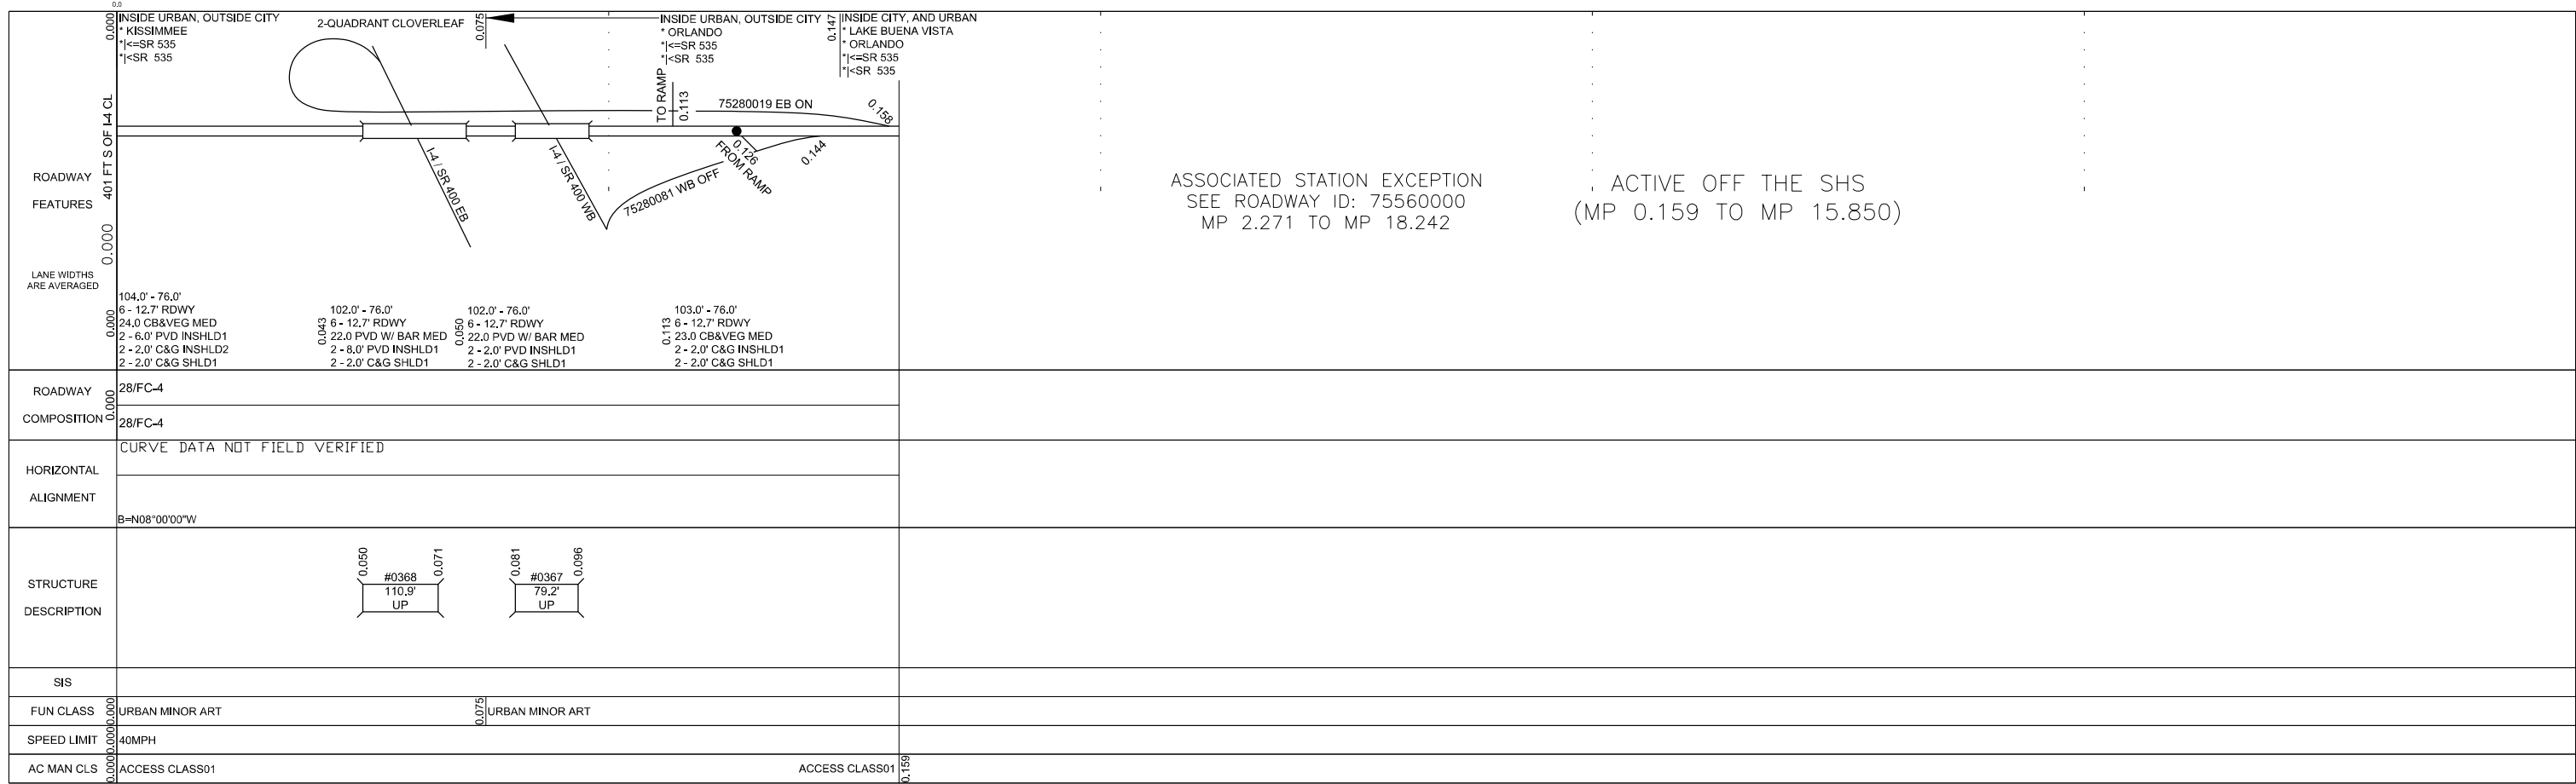 0.0
0.000
INSIDE URBAN, OUTSIDE CITY
* KISSIMMEE
*|<=SR 535
*|<SR  535
2-QUADRANT CLOVERLEAF
0.075
INSIDE URBAN, OUTSIDE CITY
* ORLANDO
*|<=SR 535
*|<SR  535
0.147
INSIDE CITY, AND URBAN
* LAKE BUENA VISTA
* ORLANDO
*|<=SR 535
*|<SR  535
TO RAMP
0.113
75280019 EB ON
0.158
401 FT S OF I-4 CL
0.000
I-4 / SR 400 EB
I-4 / SR 400 WB
75280081 WB OFF
0.126
FROM RAMP
0.144
ROADWAY
FEATURES
ASSOCIATED STATION EXCEPTION
SEE ROADWAY ID: 75560000
MP 2.271 TO MP 18.242
ACTIVE OFF THE SHS
(MP 0.159 TO MP 15.850)
LANE WIDTHS
ARE AVERAGED
0.000
104.0' - 76.0'
6 - 12.7' RDWY
24.0 CB&VEG MED
2 - 6.0' PVD INSHLD1
2 - 2.0' C&G INSHLD2
2 - 2.0' C&G SHLD1
0.043
102.0' - 76.0'
6 - 12.7' RDWY
22.0 PVD W/ BAR MED
2 - 8.0' PVD INSHLD1
2 - 2.0' C&G SHLD1
0.050
102.0' - 76.0'
6 - 12.7' RDWY
22.0 PVD W/ BAR MED
2 - 2.0' PVD INSHLD1
2 - 2.0' C&G SHLD1
0.113
103.0' - 76.0'
6 - 12.7' RDWY
23.0 CB&VEG MED
2 - 2.0' C&G INSHLD1
2 - 2.0' C&G SHLD1
ROADWAY
COMPOSITION
0.000
28/FC-4
28/FC-4
HORIZONTAL
ALIGNMENT
CURVE DATA NOT FIELD VERIFIED
B=N08°00'00"W
STRUCTURE
DESCRIPTION
0.050
0.071
#0368
110.9'
UP
0.081
0.096
#0367
79.2'
UP
SIS
FUN CLASS
0.000
URBAN MINOR ART
0.075
URBAN MINOR ART
SPEED LIMIT
0.000
40MPH
AC MAN CLS
0.000
ACCESS CLASS01
ACCESS CLASS01
0.159